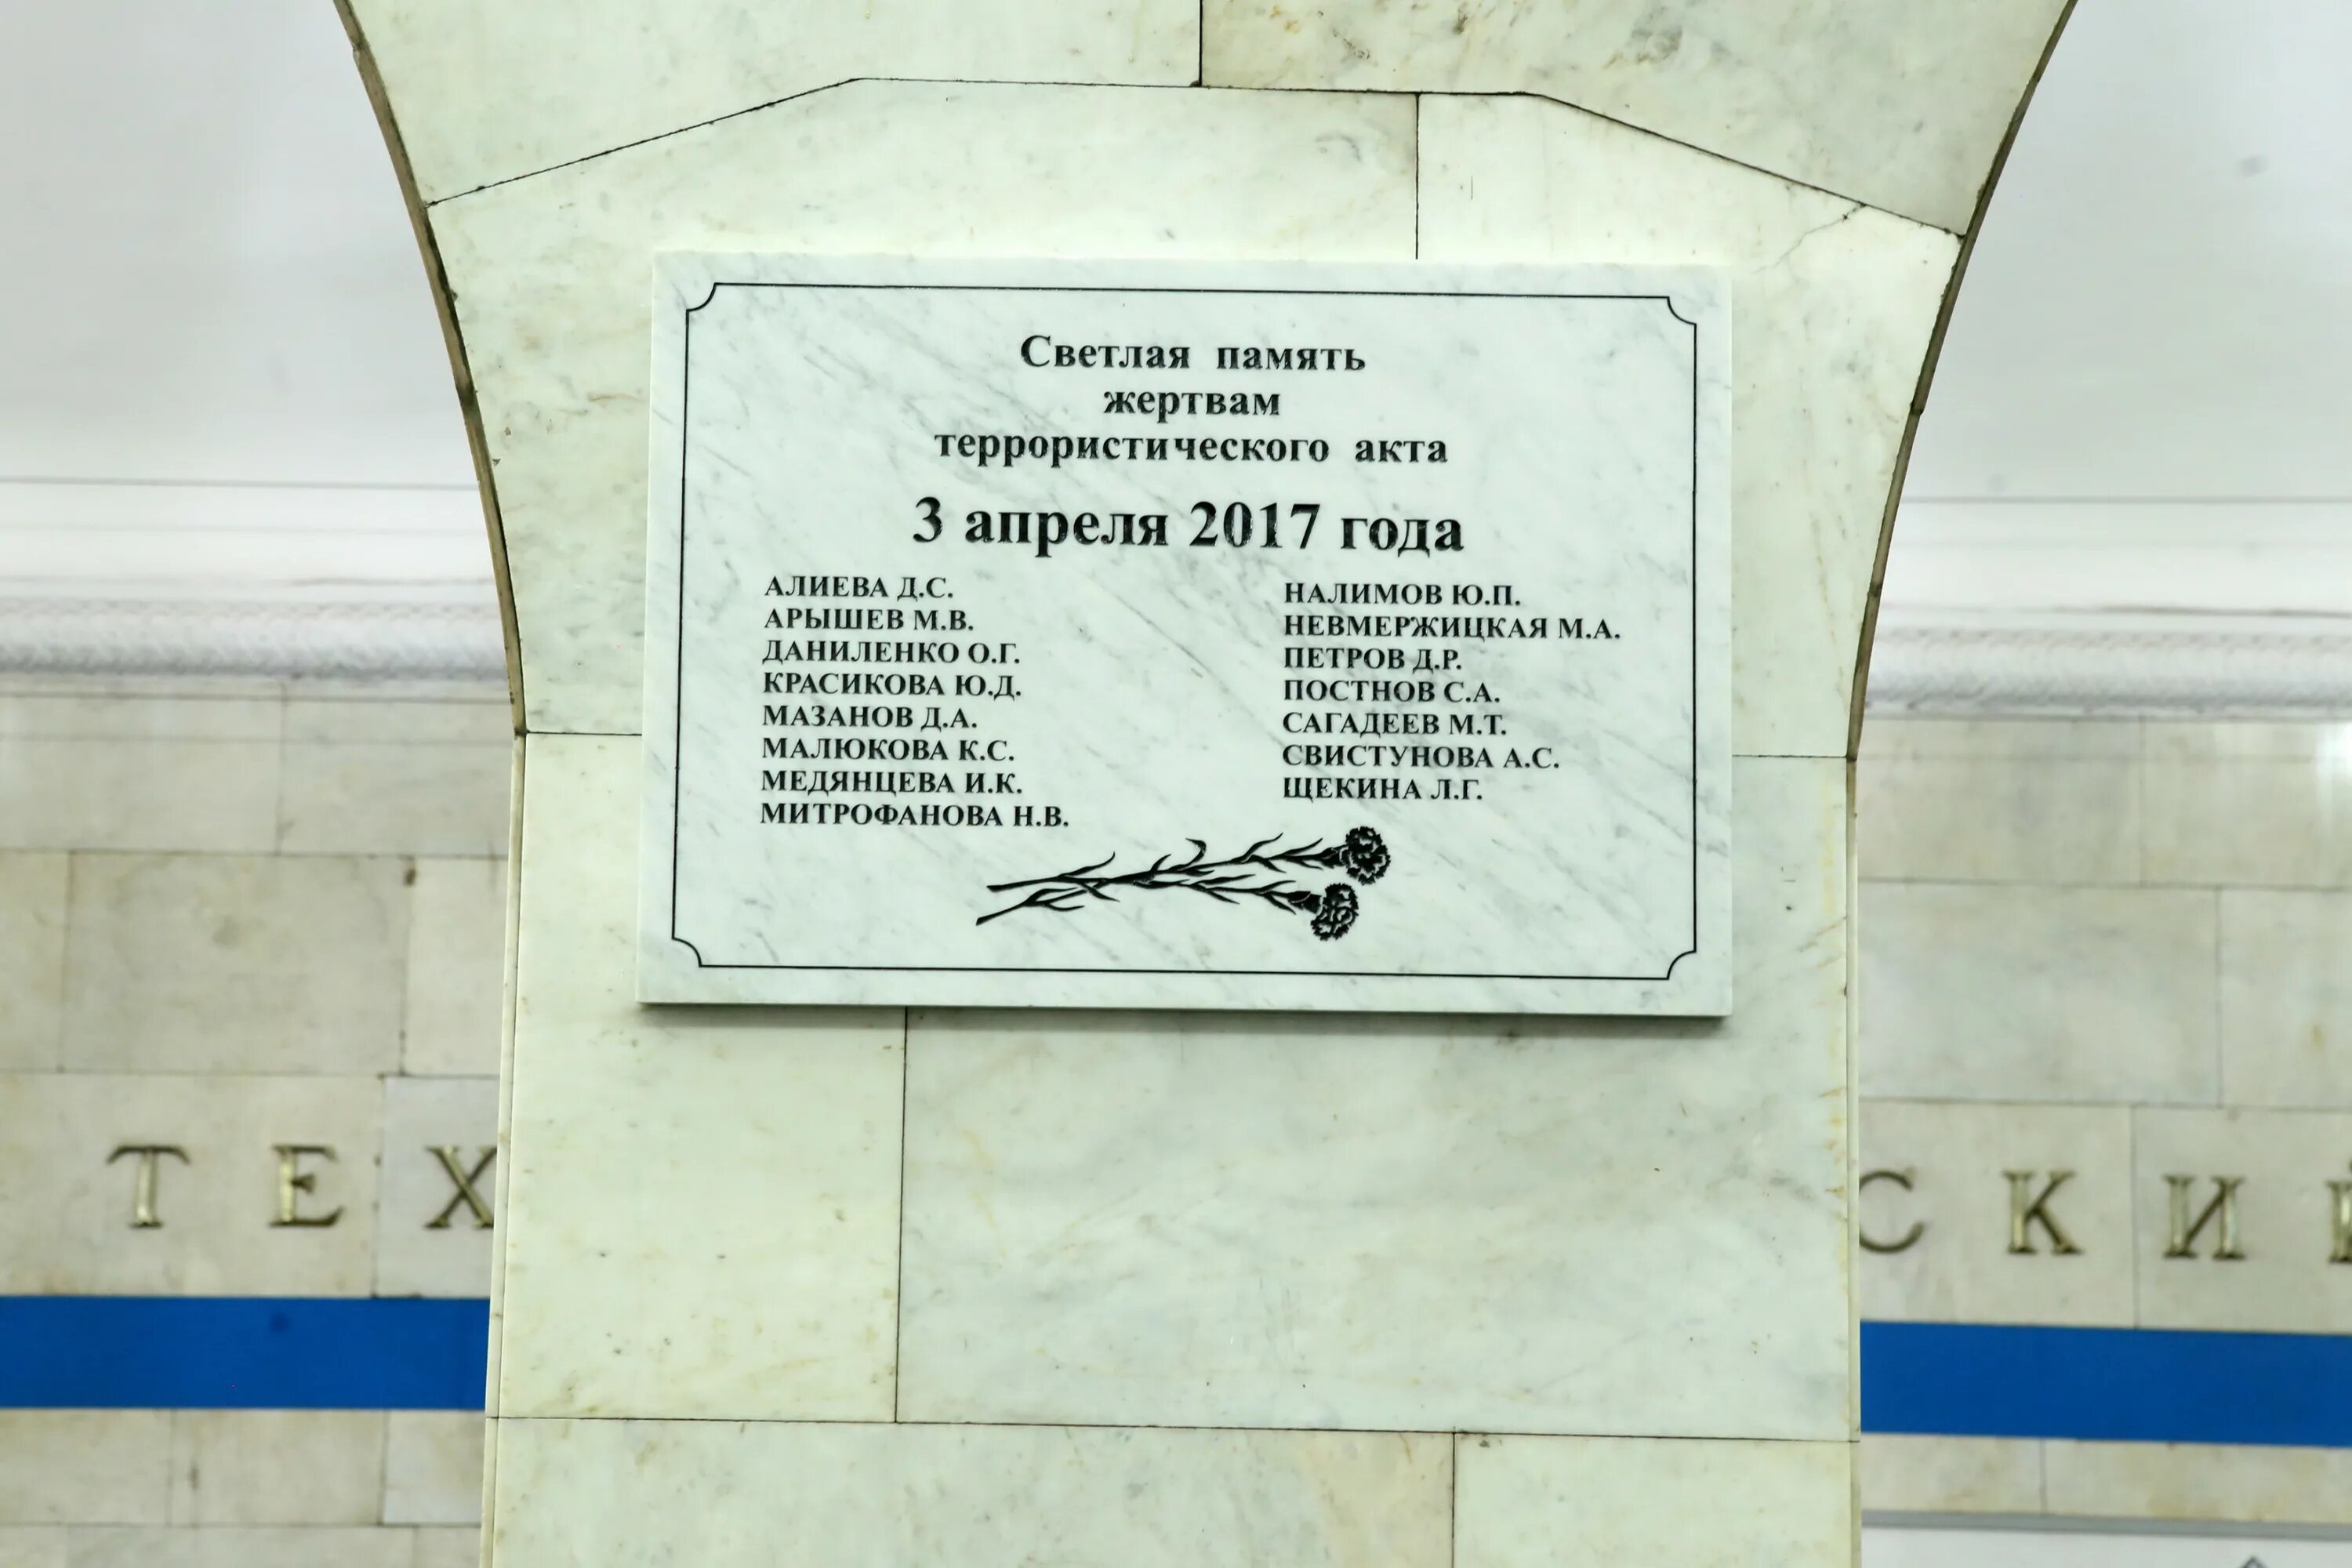 Светлая память
жертвам
террористического акта
3 апреля 2017 года
АЛИЕВА Д.С.
АРЫШЕВ М.В.
ДАНИЛЕНКО О.Г.
КРАСИКОВА Ю.Д.
МАЗАНОВ Д.А.
МАЛЮКОВА К.С.
МЕДЯНЦЕВА И.К.
МИТРОФАНОВА Н.В.
НАЛИМОВ Ю.П.
НЕВМЕРЖИЦКАЯ М.А.
ПЕТРОВ Д.Р.
ПОСТНОВ С.А.
САГАДЕЕВ М.Т.
СВИСТУНОВА А.С.
ЩЕКИНА Л.Г.
ТЕХ
СКИЙ